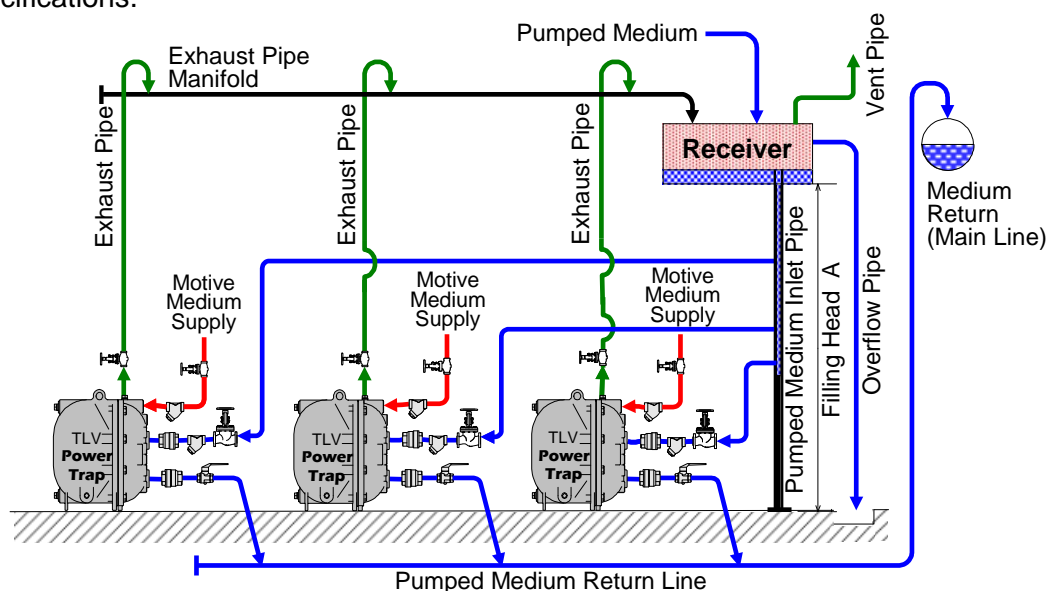 cifications.
Pumped Medium
Exhaust Pipe
Manifold
Vent Pipe
Exhaust Pipe
Exhaust Pipe
Exhaust Pipe
Receiver
Medium
Return
(Main Line)
Pumped Medium Inlet Pipe
Filling Head A
Overflow Pipe
Motive
Medium
Supply
Motive
Medium
Supply
Motive
Medium
Supply
TLV
Power
Trap
TLV
Power
Trap
TLV
Power
Trap
Pumped Medium Return Line